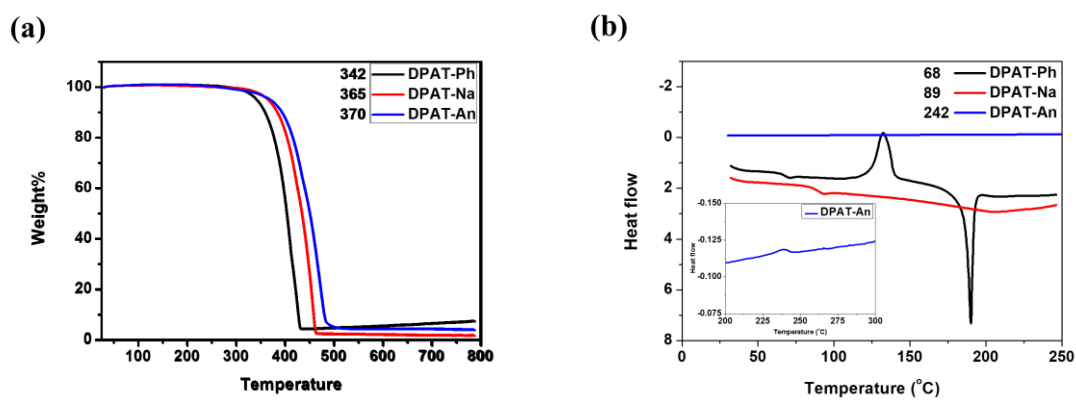 (a)
342 DPAT-Ph
365 DPAT-Na
370 DPAT-An
100
80
60
40
20
0
Weight%
100 200 300 400 500 600 700 800
Temperature
(b)
68 DPAT-Ph
89 DPAT-Na
242 DPAT-An
-2
0
2
4
6
8
Heat flow
0 50 100 150 200 250
Temperature (°C)
DPAT-An
-0.150
-0.125
-0.100
-0.075
Heat flow
200 225 250 275 300
Temperature (°C)